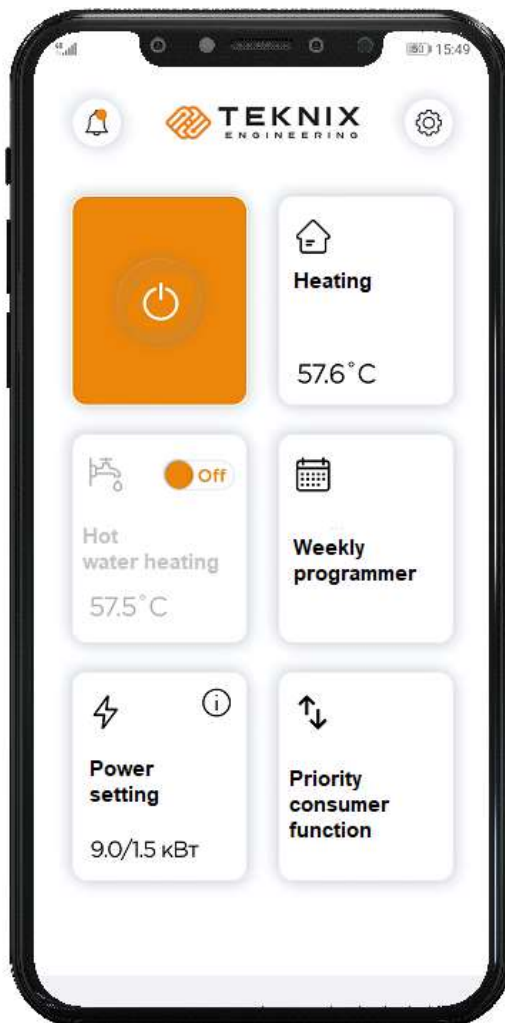 15:49
TEKNIX
ENGINEERING
Heating
57.6°C
Off
Hot
water heating
57.5°C
Weekly
programmer
Power
setting
9.0/1.5 кВт
Priority
consumer
function